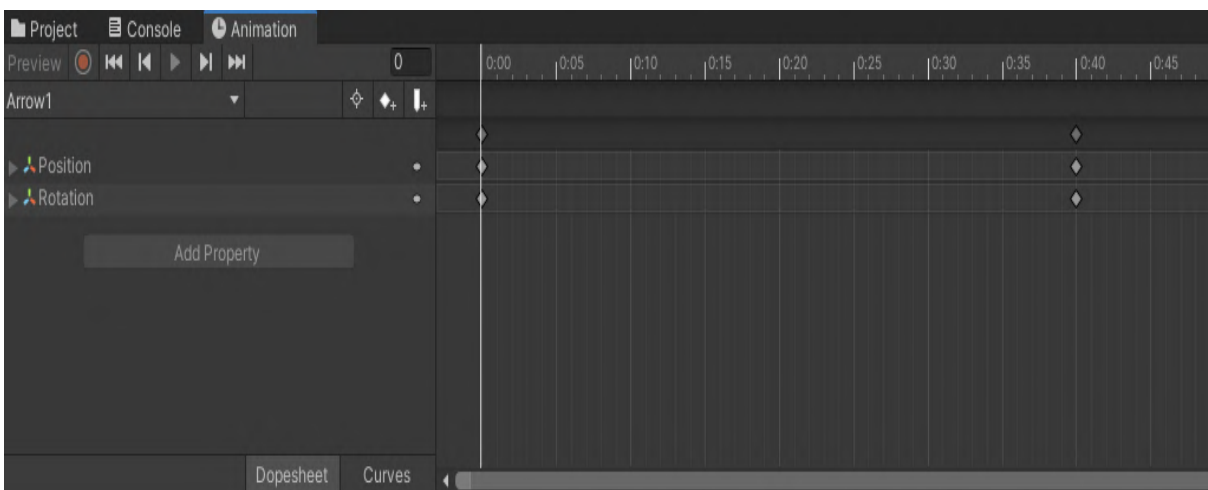 Project Console Animation
Preview 0 0:00 0:05 0:10 0:15 0:20 0:25 0:30 0:35 0:40 0:45
Arrow1
Position
Rotation
Add Property
Dopesheet Curves